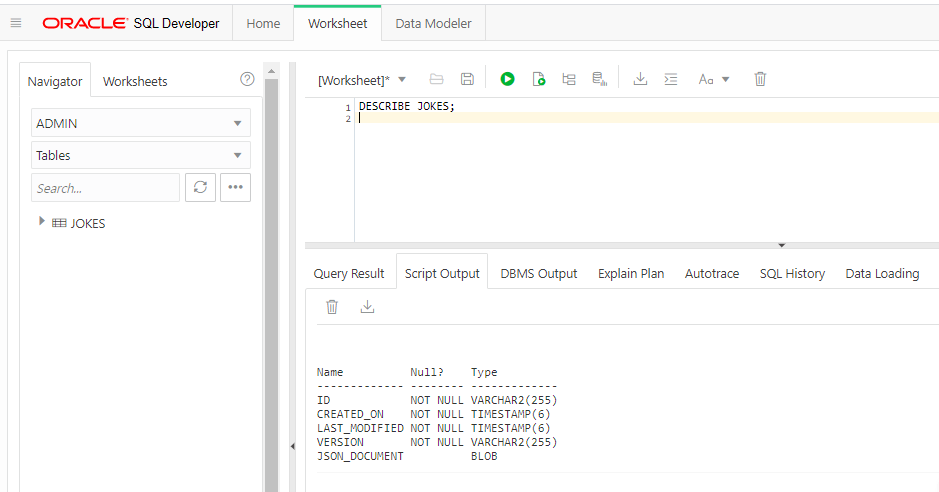 ORACLE® SQL Developer Home Worksheet Data Modeler
Navigator Worksheets ?
ADMIN
Tables
Search...
JOKES
[Worksheet]* Aa
1 DESCRIBE JOKES;
2
Query Result Script Output DBMS Output Explain Plan Autotrace SQL History Data Loading
Name          Null?    Type
------------- -------- -------------
ID            NOT NULL VARCHAR2(255)
CREATED_ON    NOT NULL TIMESTAMP(6)
LAST_MODIFIED NOT NULL TIMESTAMP(6)
VERSION       NOT NULL VARCHAR2(255)
JSON_DOCUMENT          BLOB